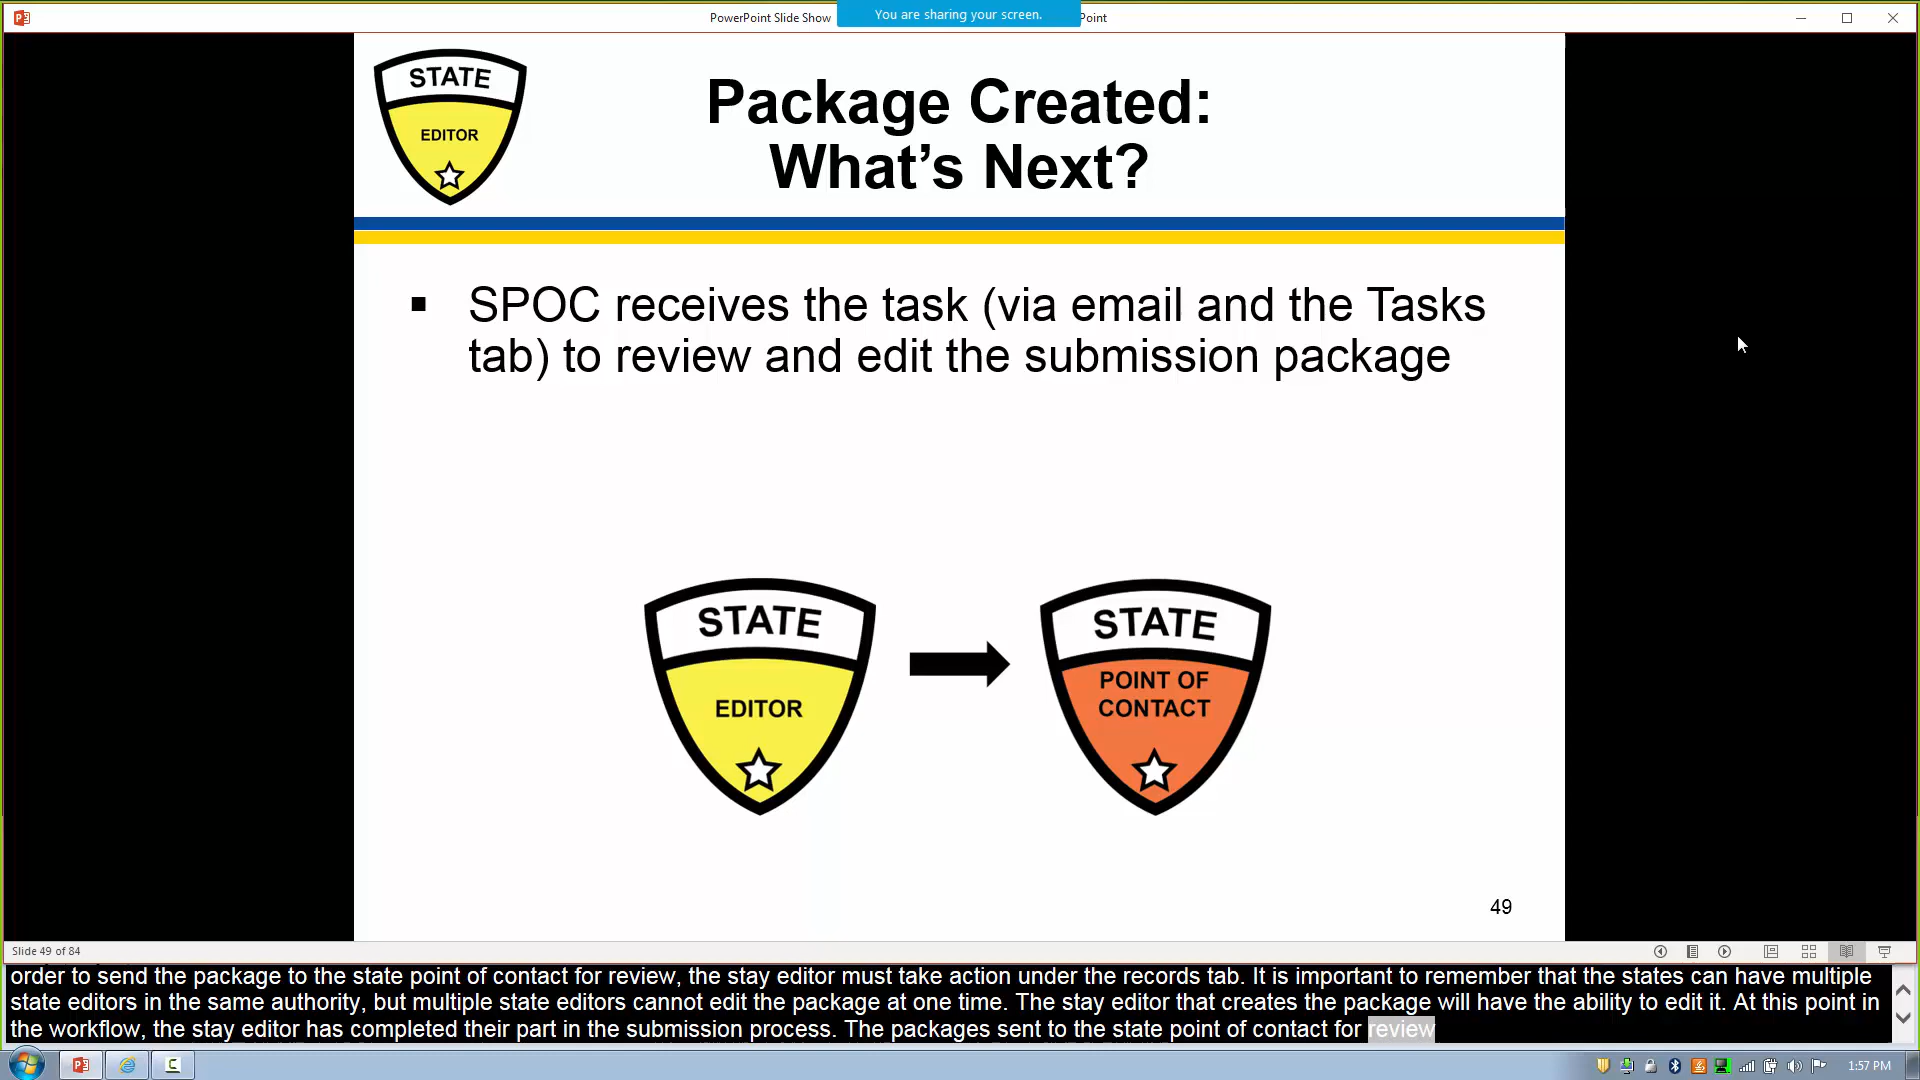 PowerPoint Slide Show
You are sharing your screen.
Point
STATE
EDITOR
Package Created:
What’s Next?
▪ SPOC receives the task (via email and the Tasks
tab) to review and edit the submission package
STATE
EDITOR
STATE
POINT OF
CONTACT
49
Slide 49 of 84
order to send the package to the state point of contact for review, the stay editor must take action under the records tab. It is important to remember that the states can have multiple
state editors in the same authority, but multiple state editors cannot edit the package at one time. The stay editor that creates the package will have the ability to edit it. At this point in
the workflow, the stay editor has completed their part in the submission process. The packages sent to the state point of contact for review
1:57 PM